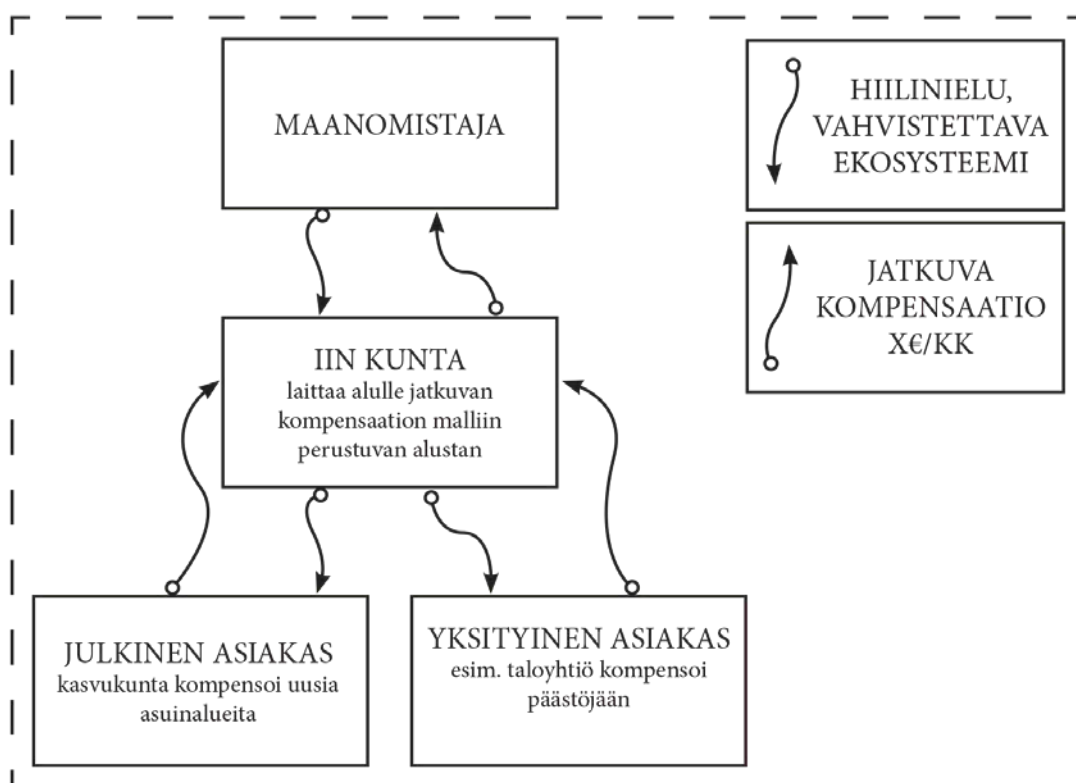 MAANOMISTAJA
HIILINIELU,
VAHVISTETTAVA
EKOSYSTEEMI
JATKUVA
KOMPENSAATIO
X€/KK
IIN KUNTA
laittaa alulle jatkuvan
kompensaation malliin
perustuvan alustan
JULKINEN ASIAKAS
kasvukunta kompensoi uusia
asuinalueita
YKSITYINEN ASIAKAS
esim. taloyhtiö kompensoi
päästöjään